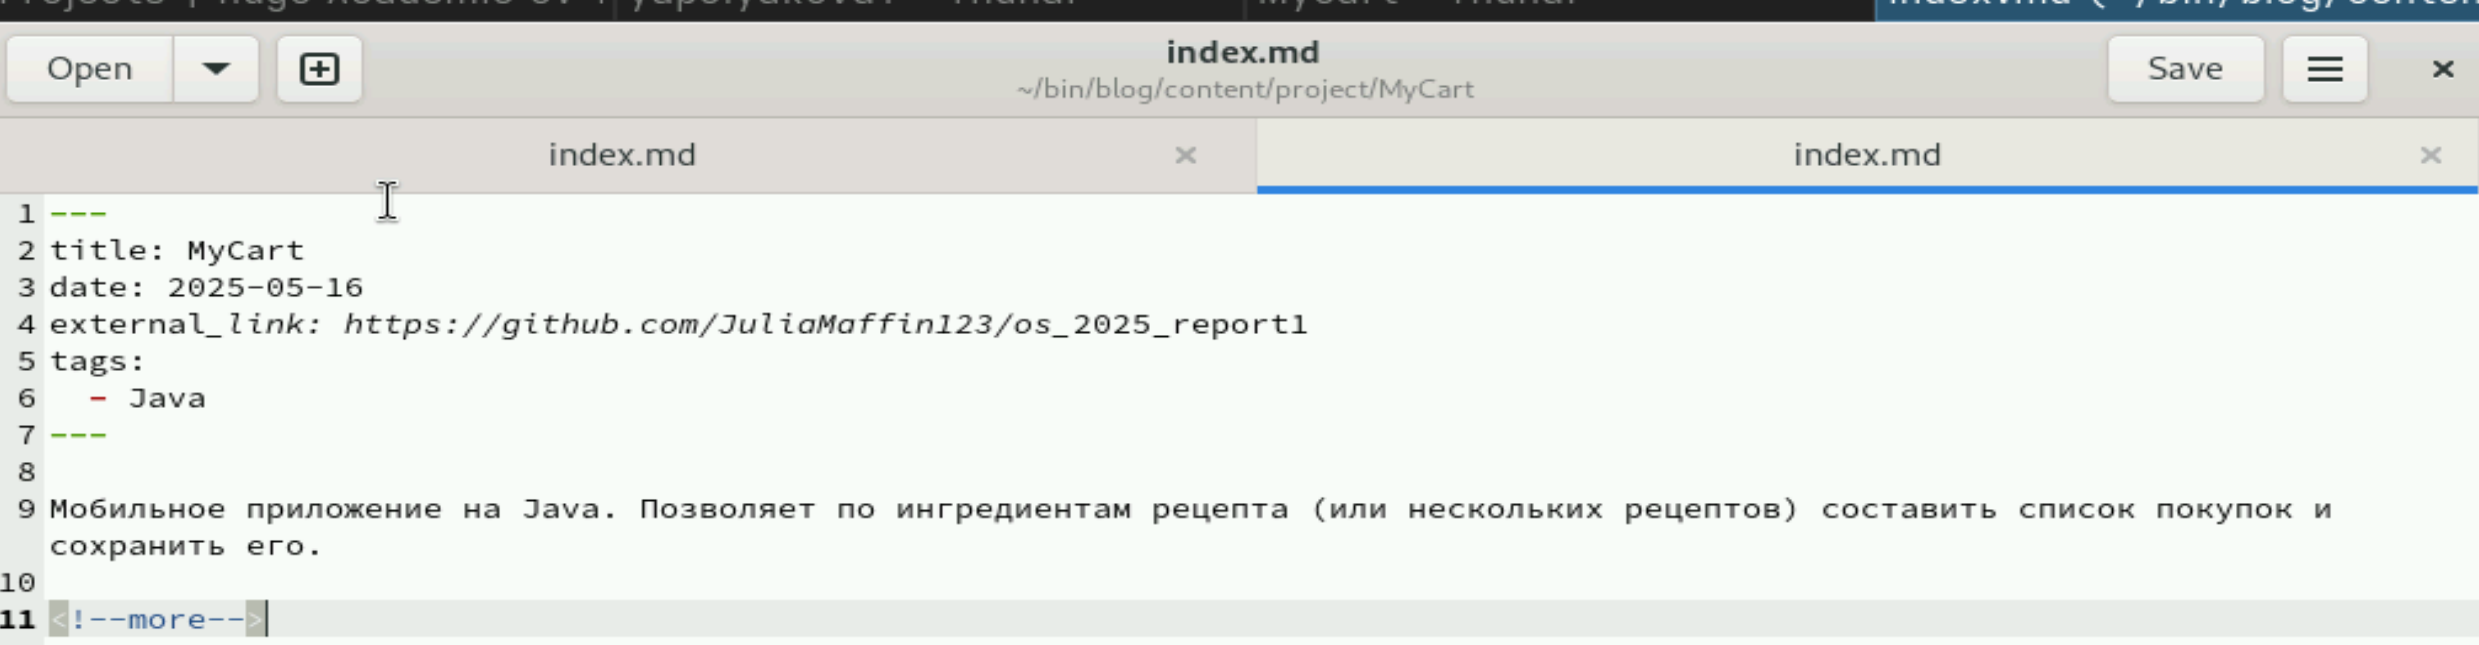 Open
index.md
~/bin/blog/content/project/MyCart
Save
index.md
index.md
1 ---
2 title: MyCart
3 date: 2025-05-16
4 external_link: https://github.com/JuliaMaffin123/os_2025_report1
5 tags:
6   - Java
7 ---
8
9 Мобильное приложение на Java. Позволяет по ингредиентам рецепта (или нескольких рецептов) составить список покупок и
сохранить его.
10
11 <!--more-->